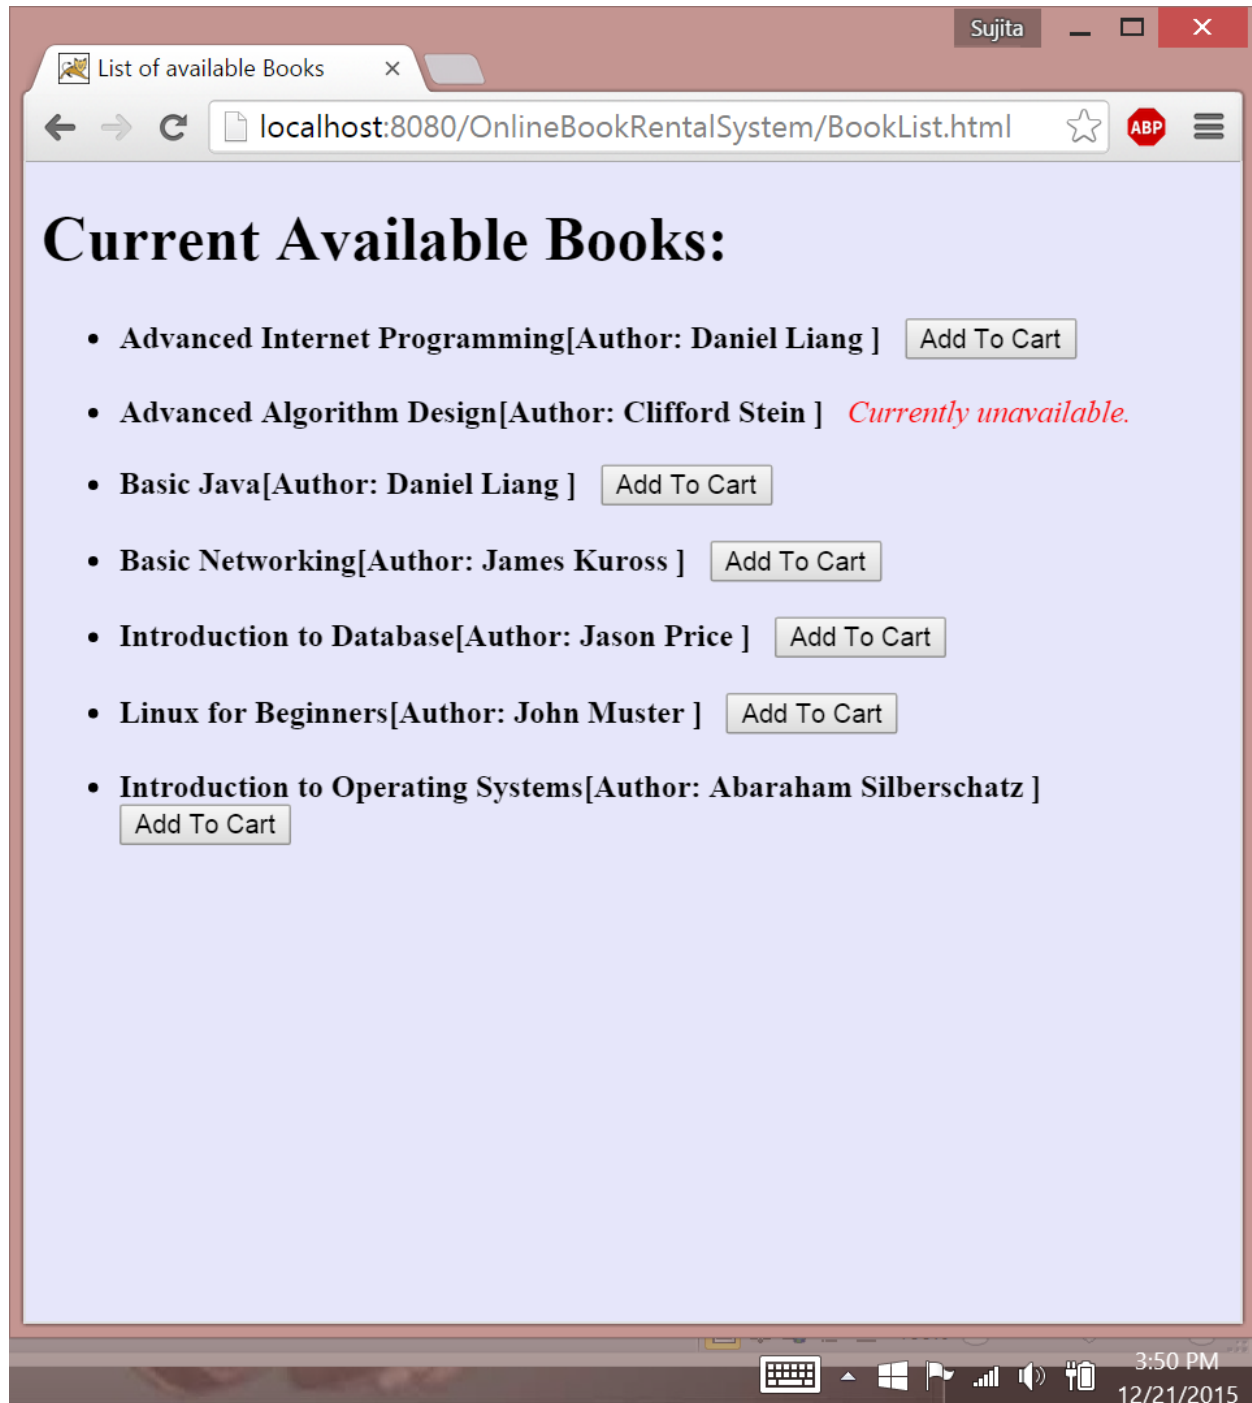 Sujita
List of available Books
localhost:8080/OnlineBookRentalSystem/BookList.html
ABP
Current Available Books:
Advanced Internet Programming[Author: Daniel Liang ] Add To Cart
Advanced Algorithm Design[Author: Clifford Stein ] Currently unavailable.
Basic Java[Author: Daniel Liang ] Add To Cart
Basic Networking[Author: James Kuross ] Add To Cart
Introduction to Database[Author: Jason Price ] Add To Cart
Linux for Beginners[Author: John Muster ] Add To Cart
Introduction to Operating Systems[Author: Abaraham Silberschatz ]
Add To Cart
3:50 PM
12/21/2015